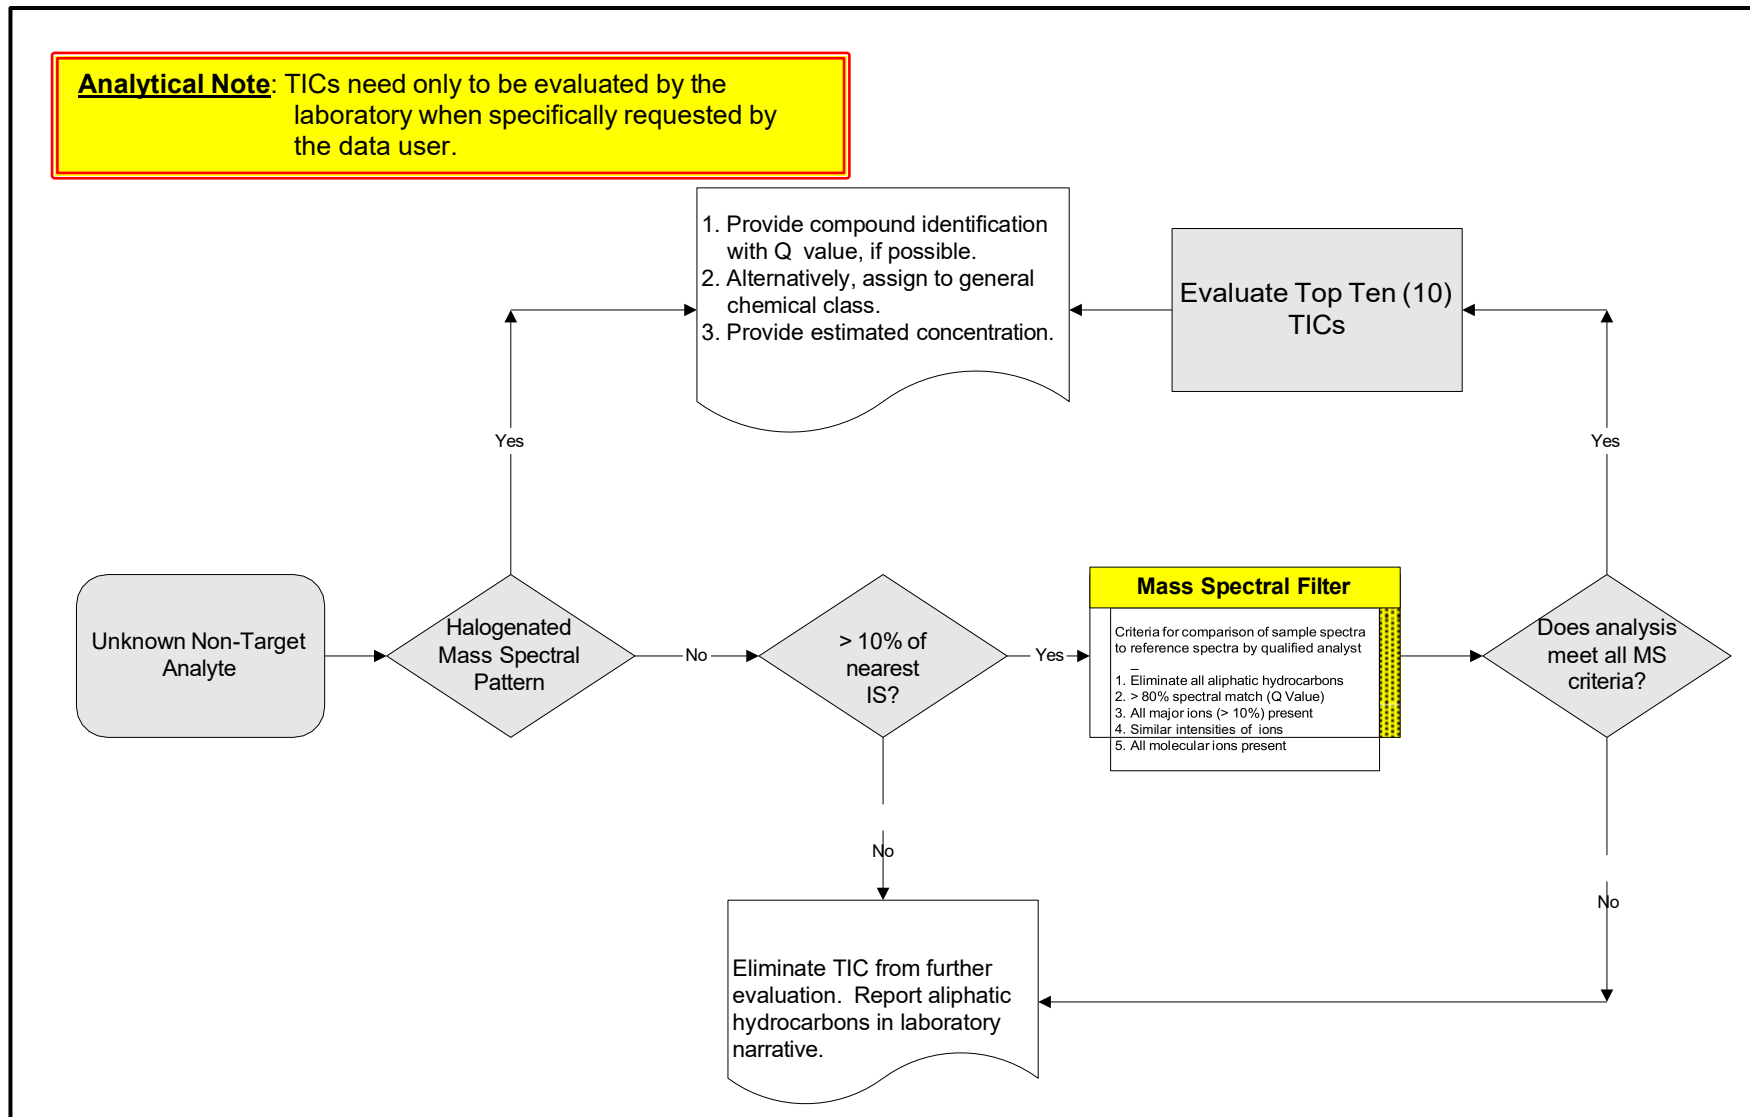 Analytical Note: TICs need only to be evaluated by the
laboratory when specifically requested by
the data user.
1. Provide compound identification
with Q value, if possible.
2. Alternatively, assign to general
chemical class.
3. Provide estimated concentration.
Evaluate Top Ten (10)
TICs
Yes
Yes
Unknown Non-Target
Analyte
Halogenated
Mass Spectral
Pattern
No
> 10% of
nearest
IS?
Yes
Mass Spectral Filter
Criteria for comparison of sample spectra
to reference spectra by qualified analyst
_
1. Eliminate all aliphatic hydrocarbons
2. > 80% spectral match (Q Value)
3. All major ions (> 10%) present
4. Similar intensities of ions
5. All molecular ions present
Does analysis
meet all MS
criteria?
No
No
Eliminate TIC from further
evaluation. Report aliphatic
hydrocarbons in laboratory
narrative.